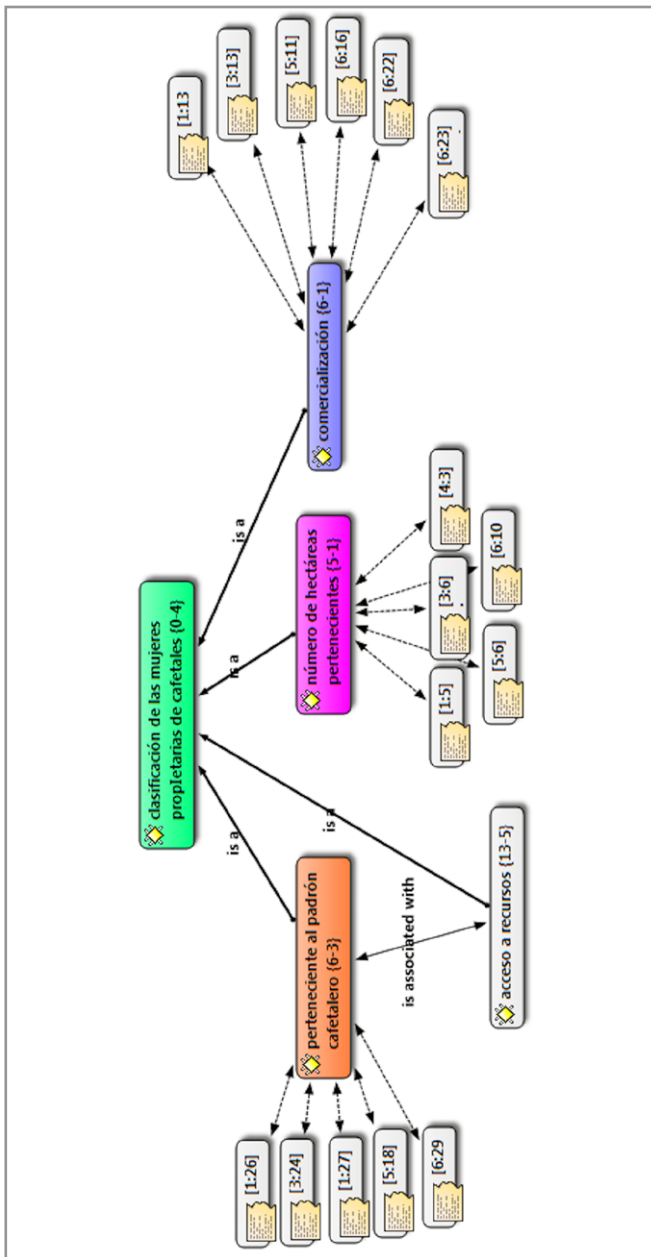 clasificación de las mujeres
propIetarias de cafetales {0-4}
is a
is a
is a
is a
perteneciente al padrón
cafetalero {6-3}
número de hectáreas
pertenecientes {5-1}
comercialización {6-1}
is associated with
acceso a recursos {13-5}
[1:26]
[3:24]
[1:27]
[5:18]
[6:29]
[1:5]
[5:6]
[3:6]
.
[6:10
[4:3]
[1:13
[3:13]
[5:11]
[6:16]
[6:22]
[6:23]
.